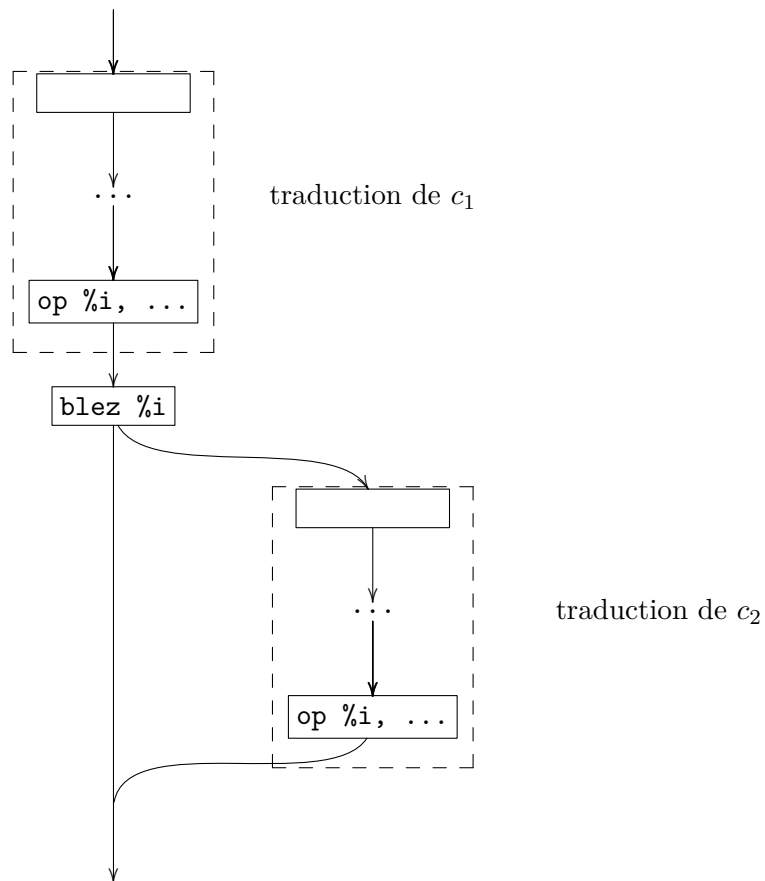 ...
traduction de c₁
op %i, ...
blez %i
...
traduction de c₂
op %i, ...